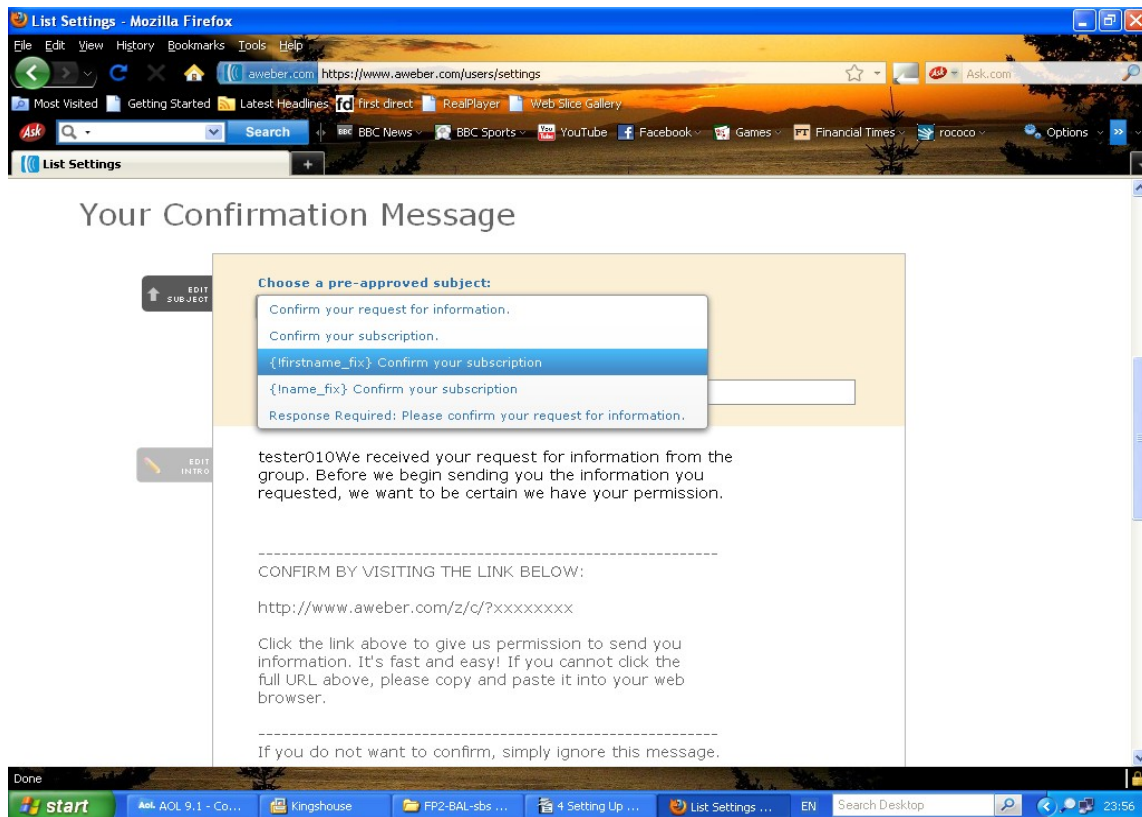 List Settings - Mozilla Firefox
File Edit View History Bookmarks Tools Help
aweber.com https://www.aweber.com/users/settings Ask Ask.com
Most Visited Getting Started Latest Headlines fd first direct RealPlayer Web Slice Gallery
Ask Search BBC BBC News BBC Sports You Tube YouTube Facebook Games FT Financial Times rococo Options »
List Settings +
Your Confirmation Message
EDIT SUBJECT
Choose a pre-approved subject:
Confirm your request for information.
Confirm your subscription.
{!firstname_fix} Confirm your subscription
{!name_fix} Confirm your subscription
Response Required: Please confirm your request for information.
EDIT INTRO
tester010We received your request for information from the
group. Before we begin sending you the information you
requested, we want to be certain we have your permission.
-----------------------------------------------------------
CONFIRM BY VISITING THE LINK BELOW:
http://www.aweber.com/z/c/?xxxxxxxx
Click the link above to give us permission to send you
information. It's fast and easy! If you cannot click the
full URL above, please copy and paste it into your web
browser.
-----------------------------------------------------------
If you do not want to confirm, simply ignore this message.
Done
start AOL AOL 9.1 - Co... Kingshouse FP2-BAL-sbs ... 4 Setting Up ... List Settings ... EN Search Desktop 23:56